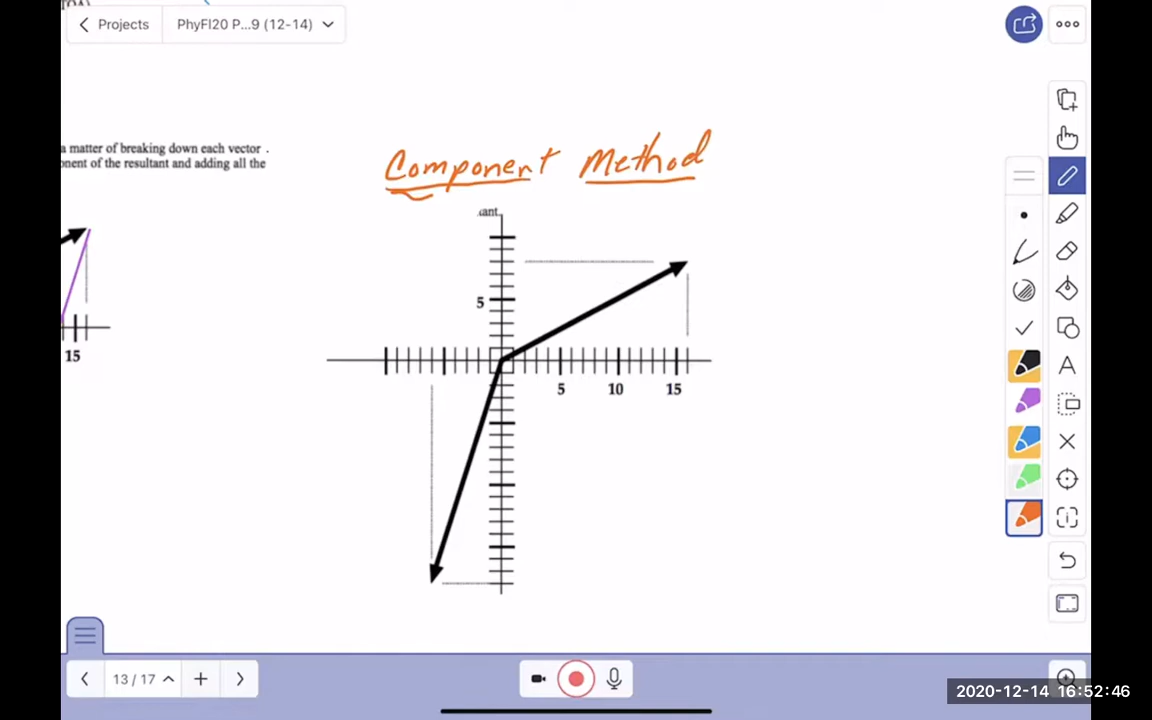 Projects
PhyFl20 P...9 (12-14)
a matter of breaking down each vector .
onent of the resultant and adding all the
Component Method
5
15
5 10 15
13 / 17
2020-12-14 16:52:46